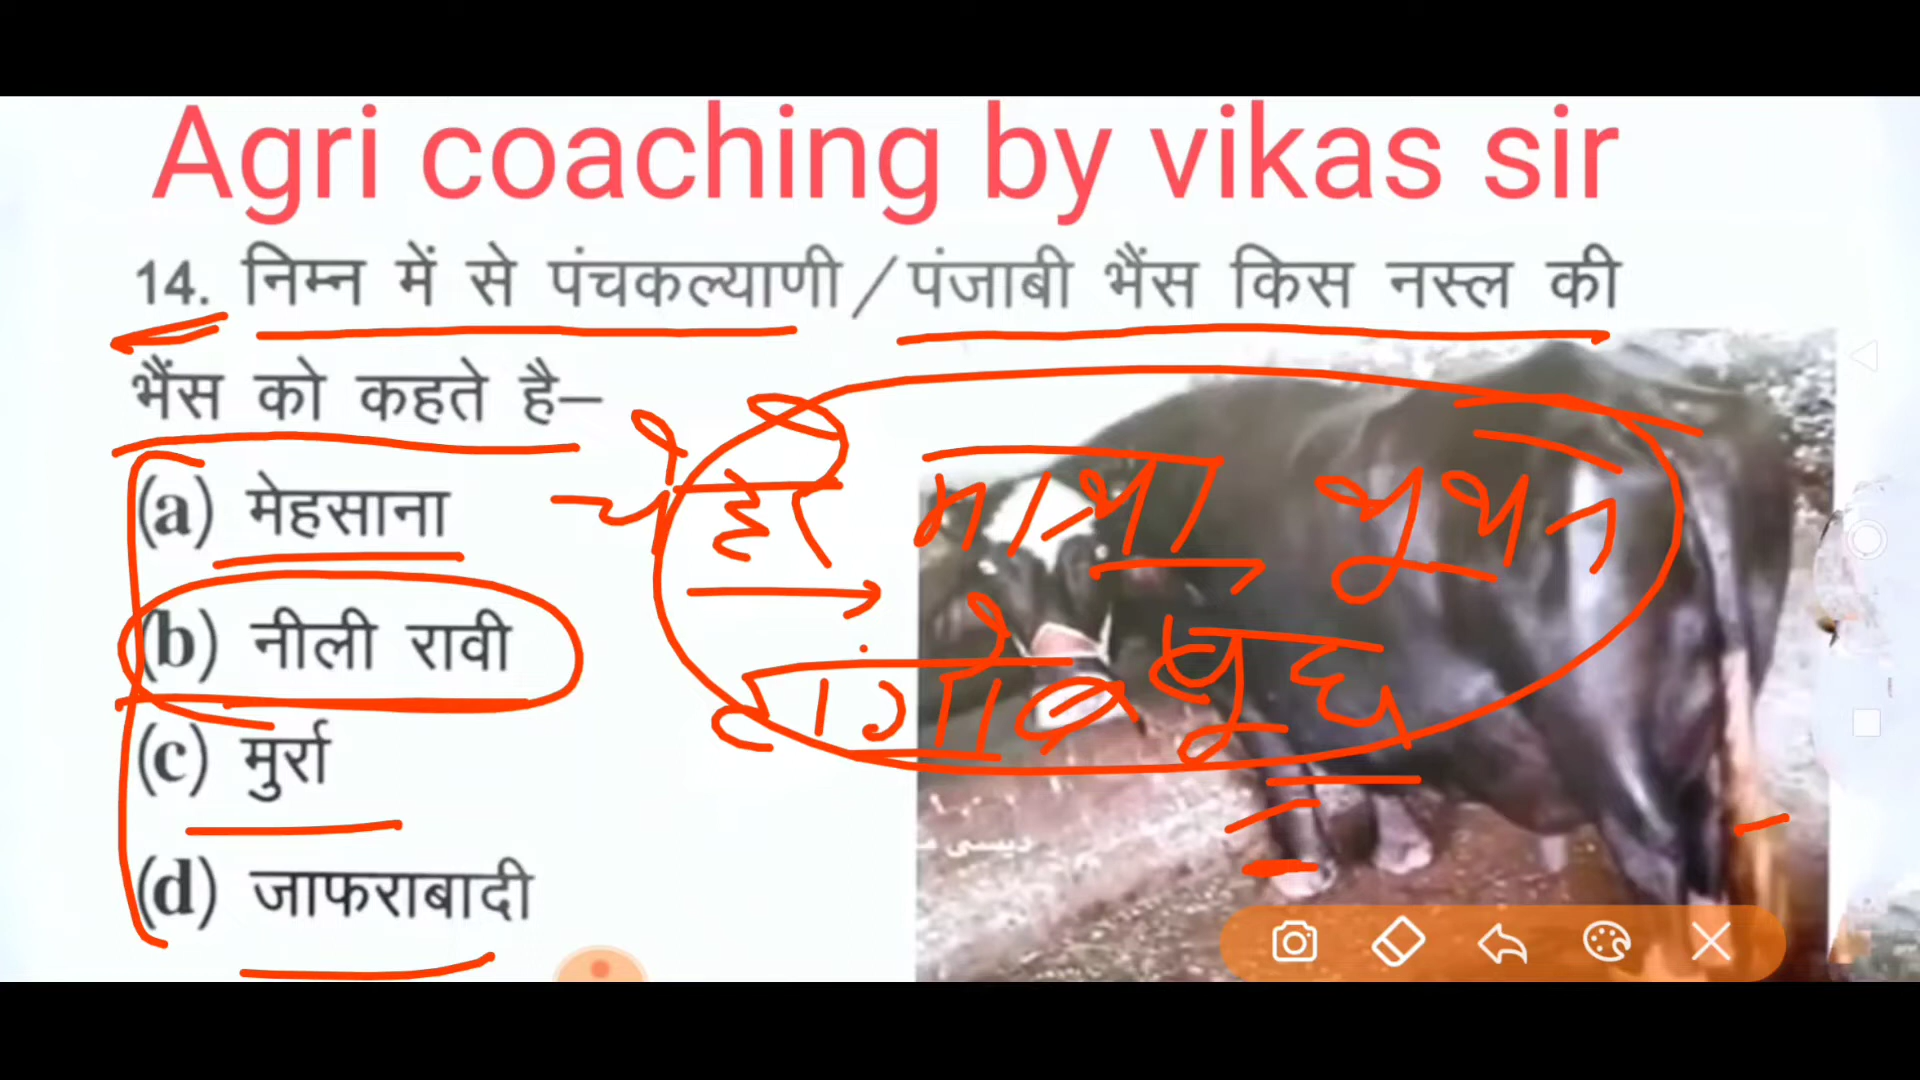 Agri coaching by vikas sir
14. निम्न में से पंचकल्याणी / पंजाबी भैंस किस नस्ल की
भैंस को कहते है–
(a) मेहसाना
(b) नीली रावी
(c) मुर्रा
(d) जाफराबादी
माथा